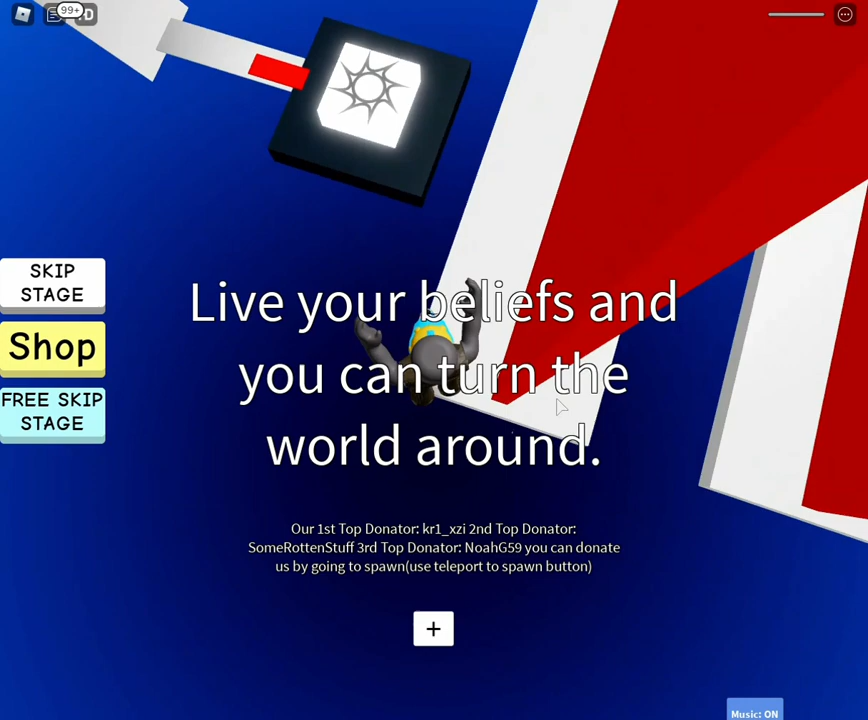 99+
SKIP
STAGE
Shop
FREE SKIP
STAGE
Live your beliefs and
you can turn the
world around.
Our 1st Top Donator: kr1_xzi 2nd Top Donator:
SomeRottenStuff 3rd Top Donator: NoahG59 you can donate
us by going to spawn(use teleport to spawn button)
+
Music: ON